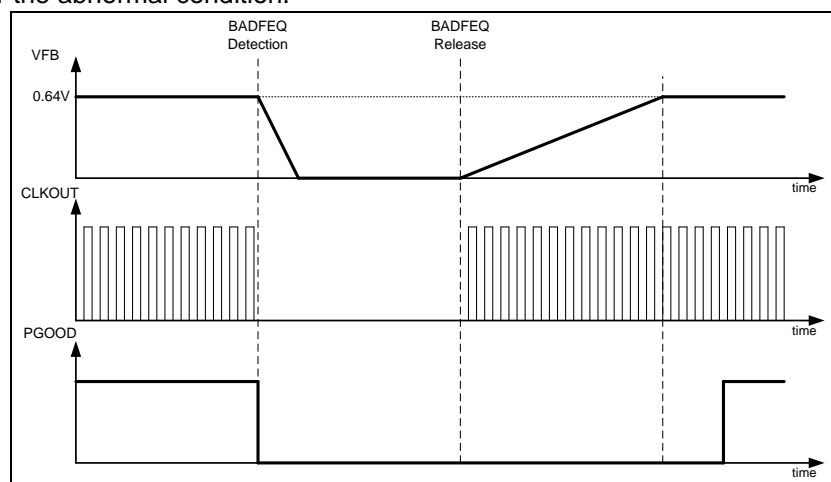 the abnormal condition.
BADFEQ
Detection
BADFEQ
Release
VFB
0.64V
time
CLKOUT
time
PGOOD
time